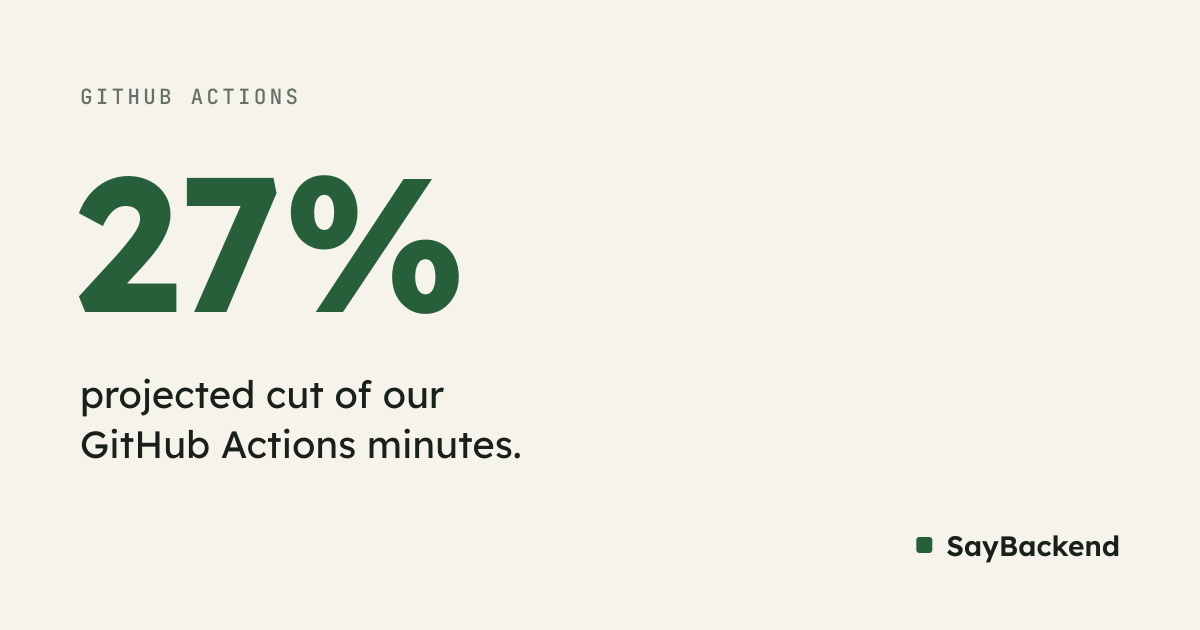 GITHUB ACTIONS
27%
projected cut of our
GitHub Actions minutes.
SayBackend